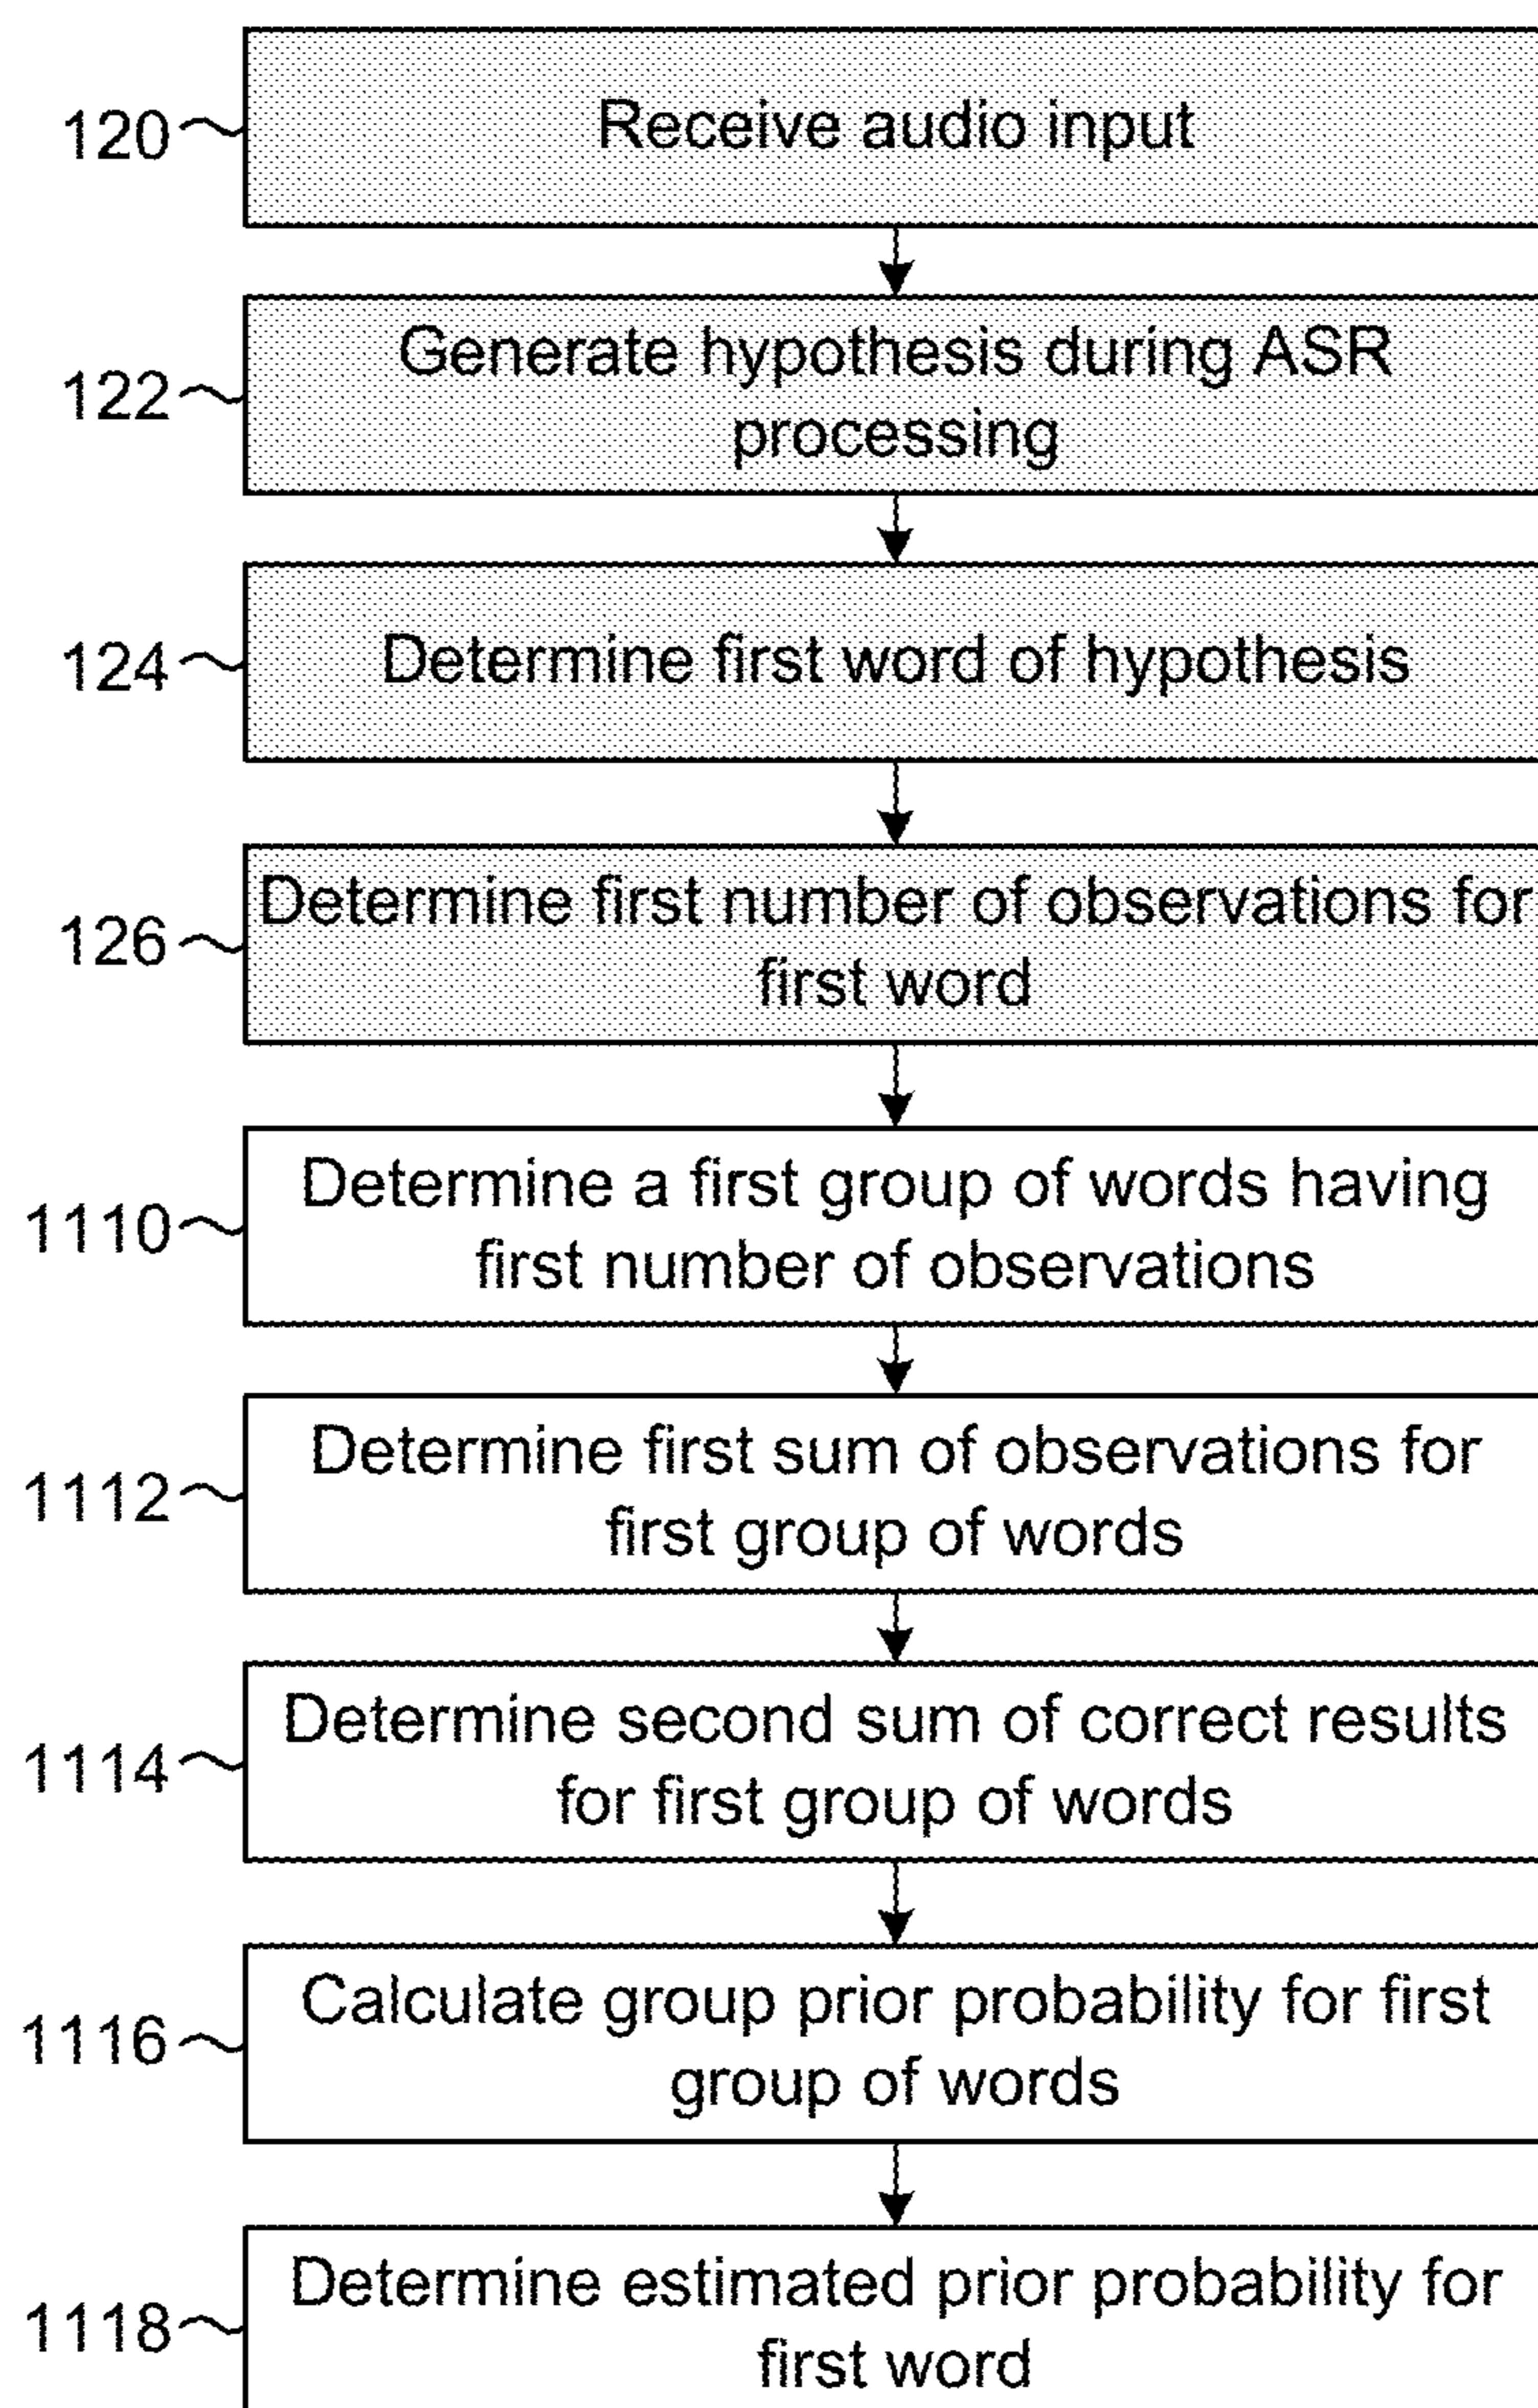 Receive audio input
120
Generate hypothesis during ASR
processing
122
Determine first word of hypothesis
124
Determine first number of observations for
first word
126
Determine a first group of words having
first number of observations
1110
Determine first sum of observations for
first group of words
1112
Determine second sum of correct results
for first group of words
1114
Calculate group prior probability for first
group of words
1116
Determine estimated prior probability for
first word
1118